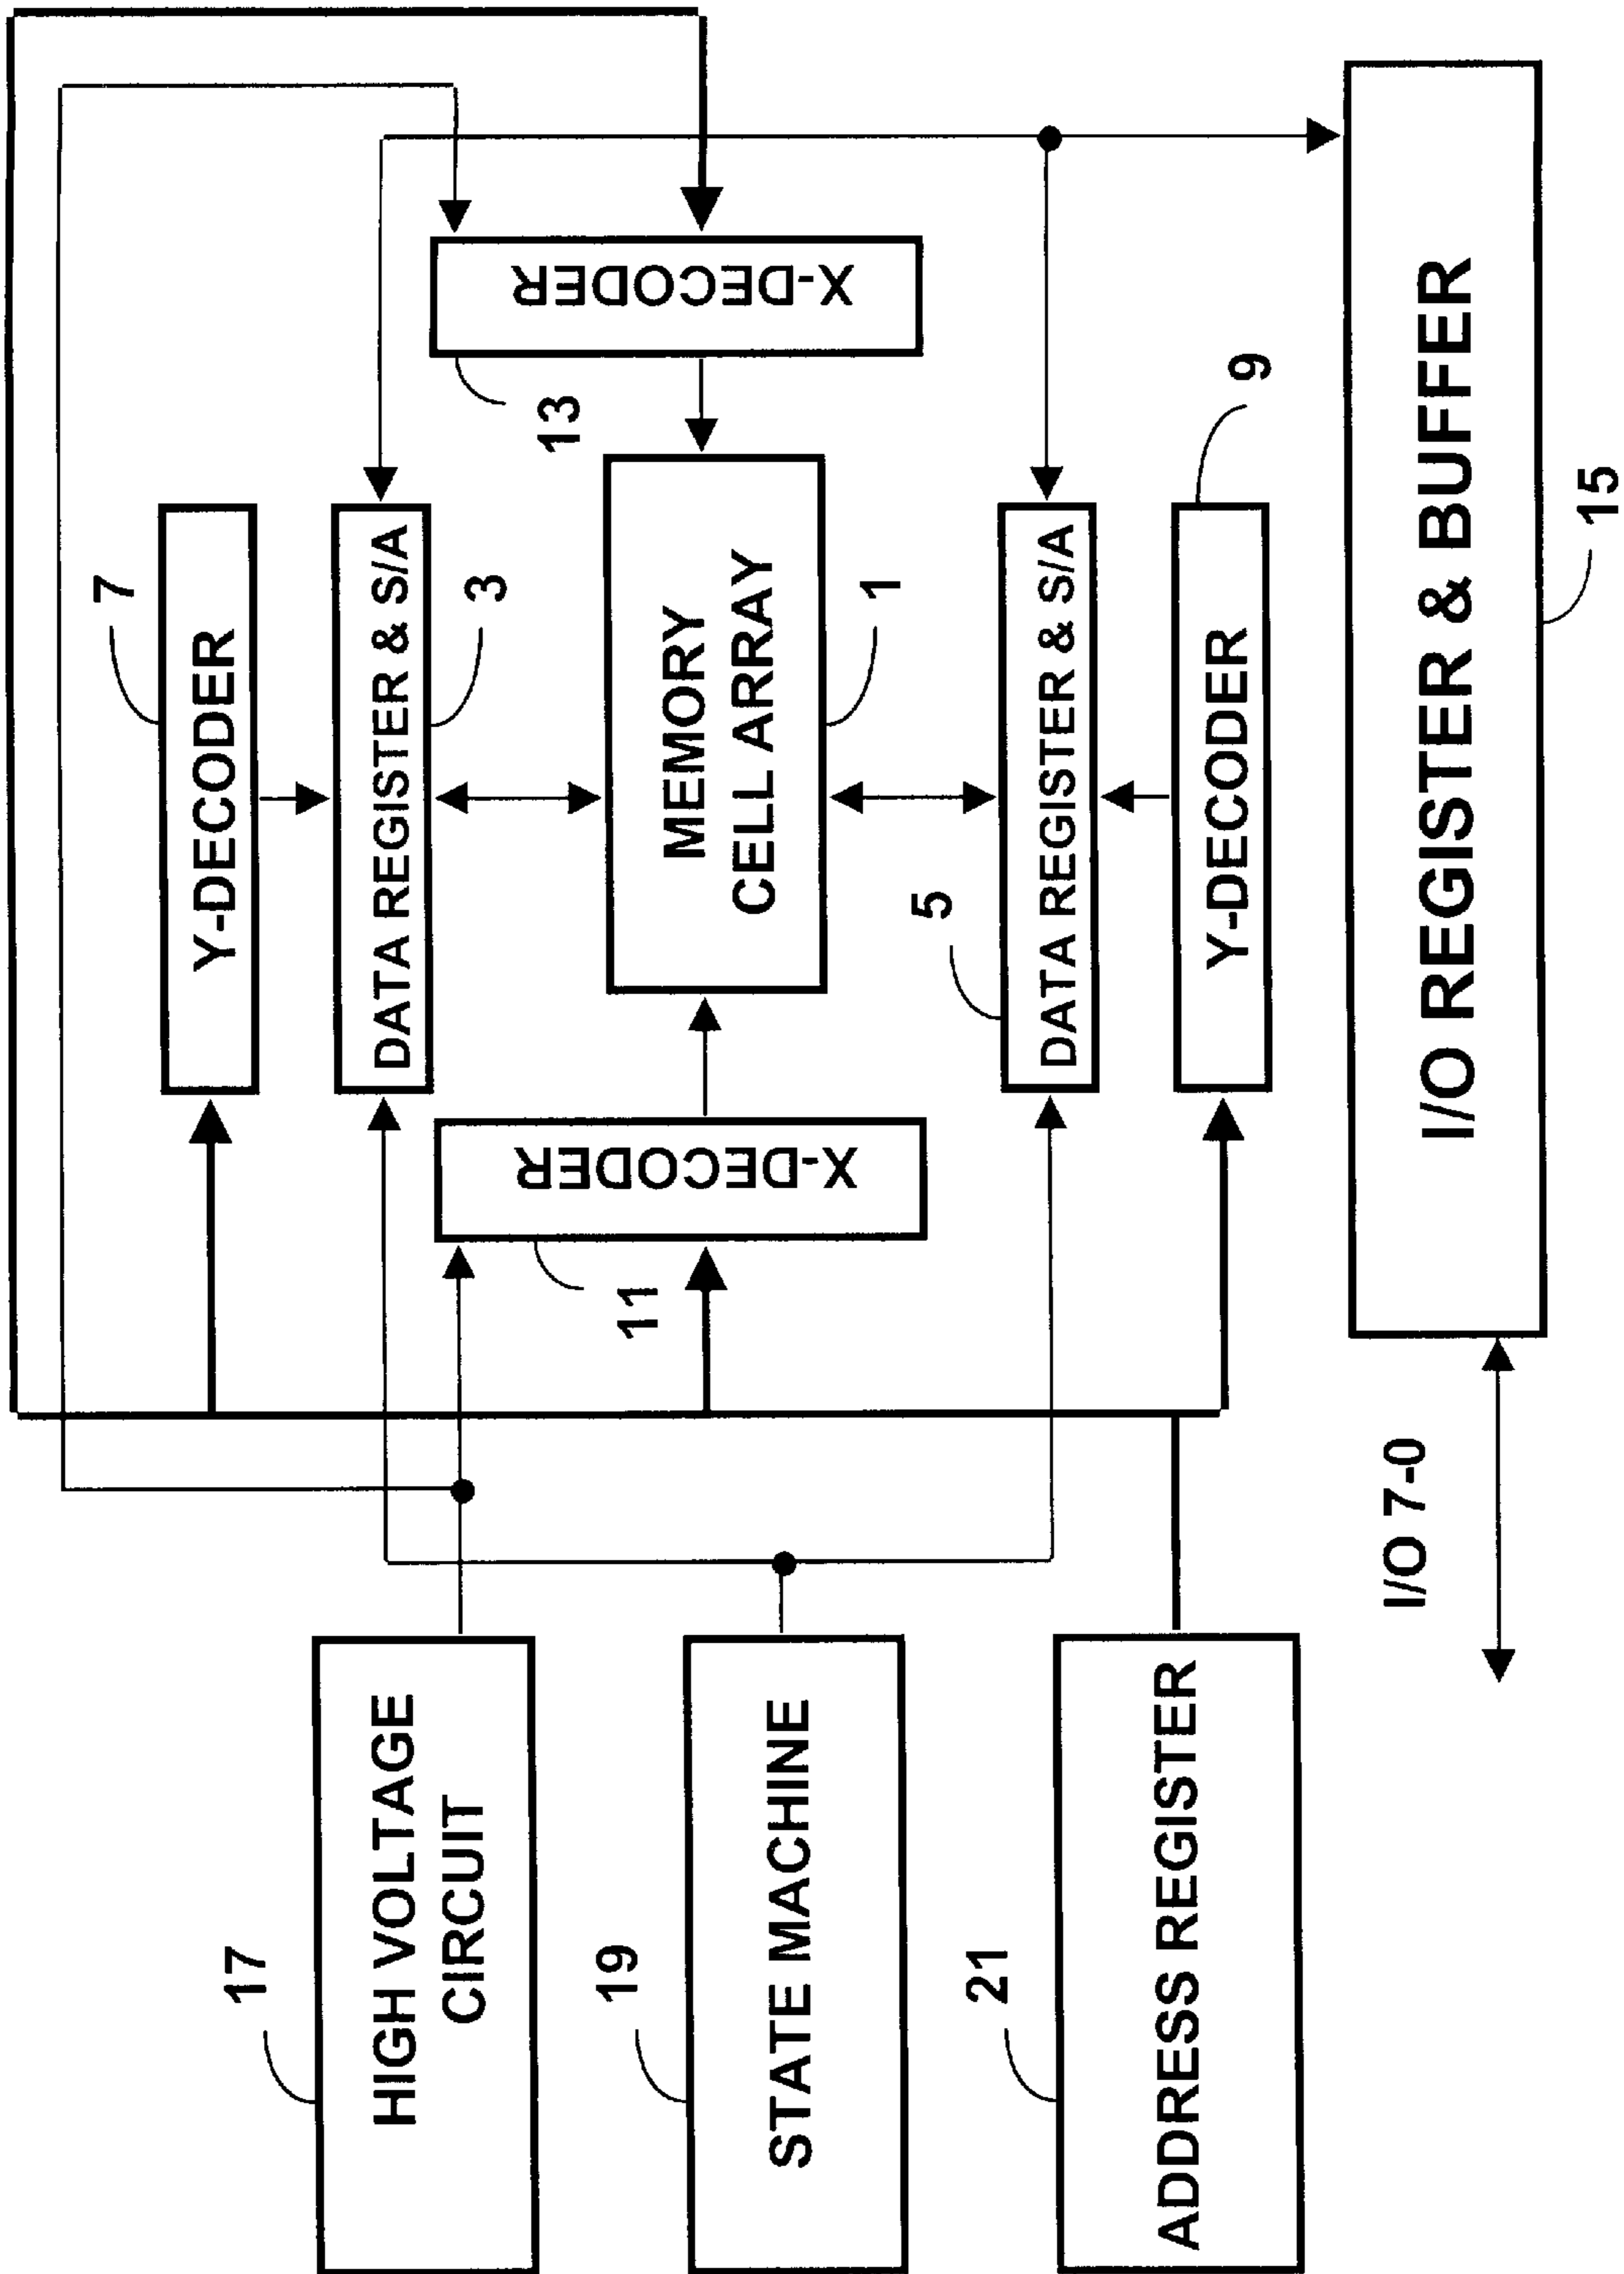 17
HIGH VOLTAGE
CIRCUIT
19
STATE MACHINE
21
ADDRESS REGISTER
7
Y-DECODER
DATA REGISTER & S/A
3
11
X-DECODER
MEMORY
CELL ARRAY
1
13
X-DECODER
5
DATA REGISTER & S/A
Y-DECODER
9
I/O 7-0
I/O REGISTER & BUFFER
15